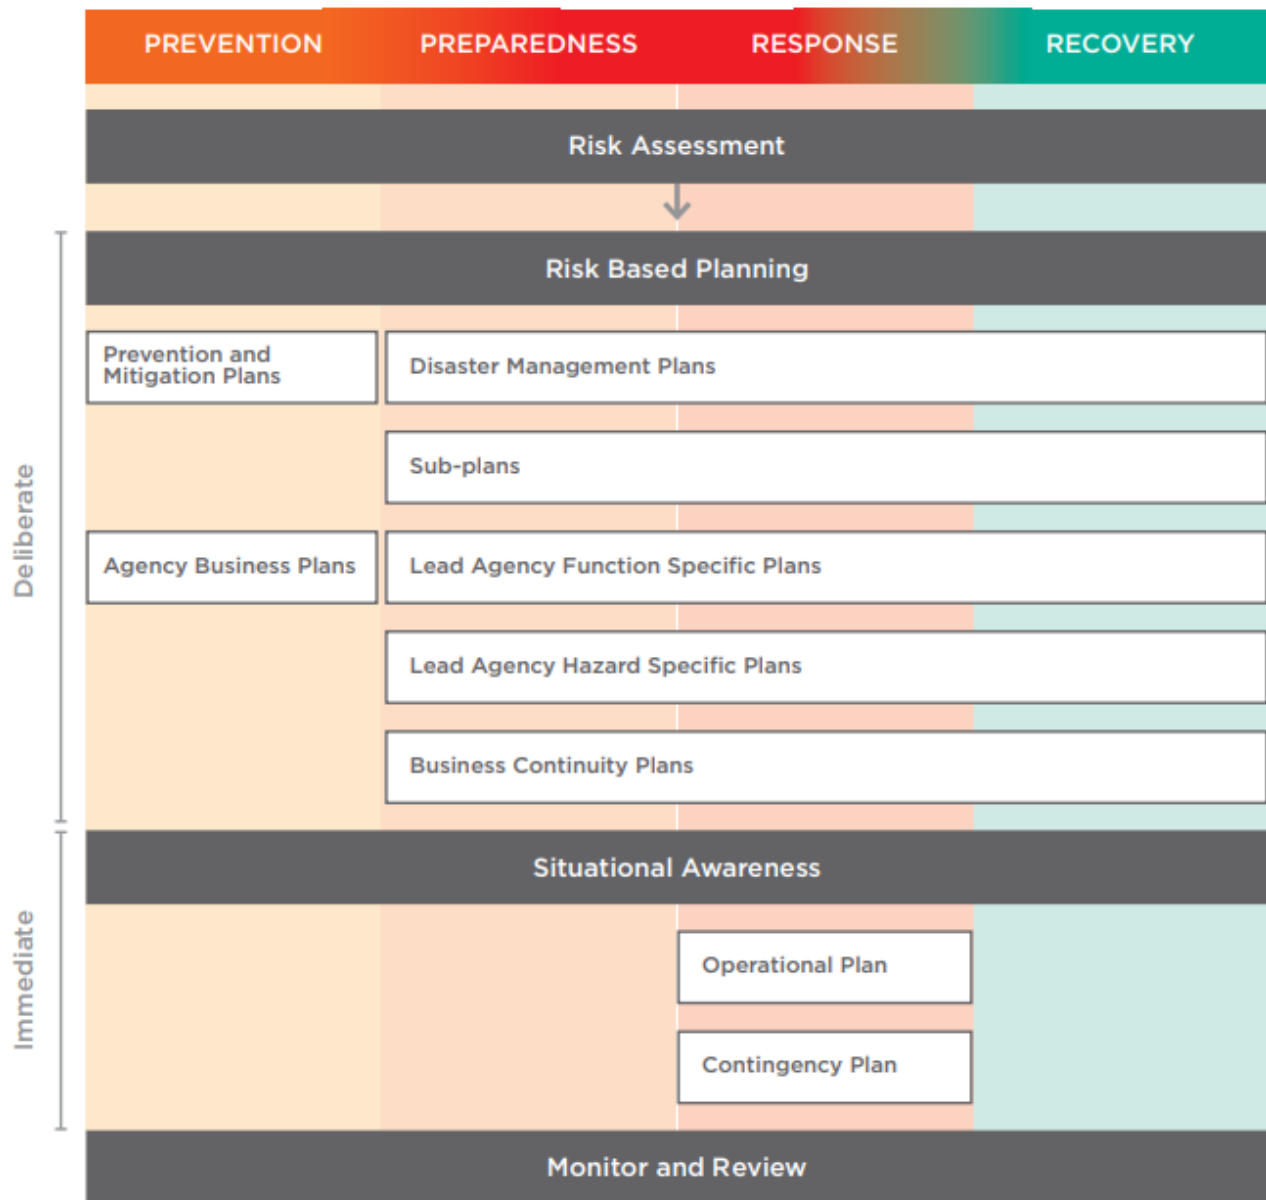 PREVENTION PREPAREDNESS RESPONSE RECOVERY
Risk Assessment
Risk Based Planning
Prevention and
Mitigation Plans
Disaster Management Plans
Sub-plans
Deliberate
Agency Business Plans
Lead Agency Function Specific Plans
Lead Agency Hazard Specific Plans
Business Continuity Plans
Situational Awareness
Immediate
Operational Plan
Contingency Plan
Monitor and Review